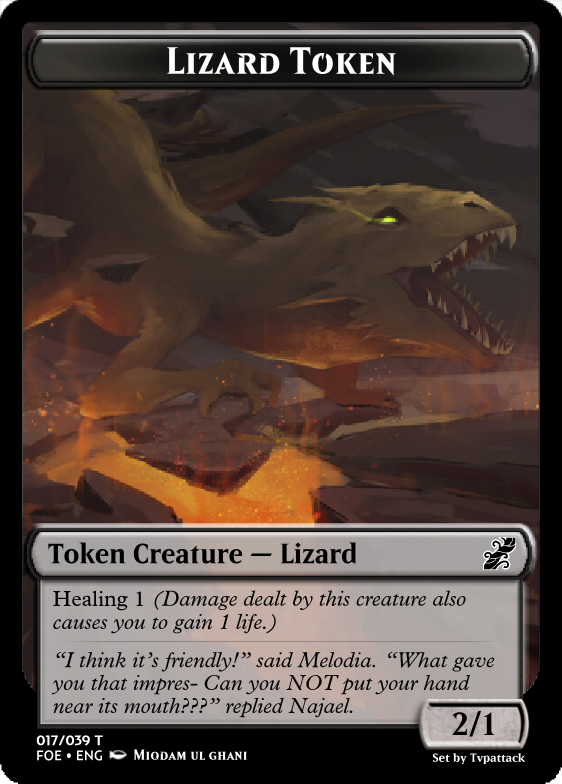 Lizard Token
Token Creature — Lizard
Healing 1 (Damage dealt by this creature also
causes you to gain 1 life.)
“I think it’s friendly!” said Melodia. “What gave
you that impres- Can you NOT put your hand
near its mouth???” replied Najael.
2/1
017/039 T
FOE • ENG Miodam ul ghani
Set by Tvpattack